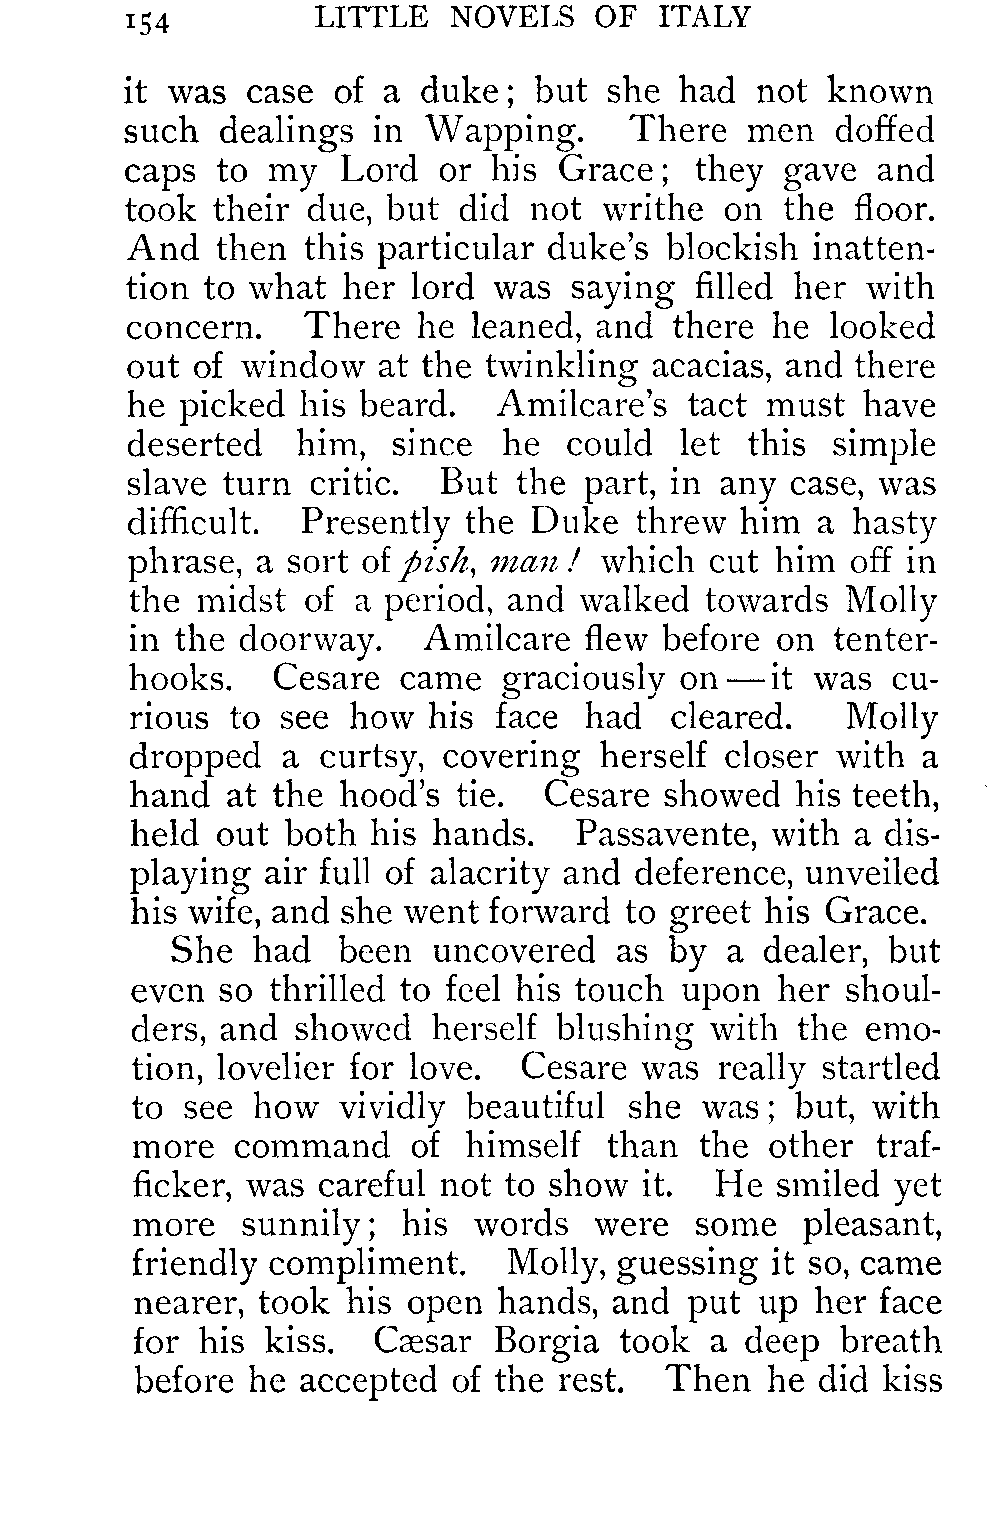 154 LITTLE NOVELS OF ITALY
it was case of a duke; but she had not known
such dealings in Wapping. There men doffed
caps to my Lord or his Grace; they gave and
took their due, but did not writhe on the floor.
And then this particular duke's blockish inatten-
tion to what her lord was saying filled her with
concern. There he leaned, and there he looked
out of window at the twinkling acacias, and there
he picked his beard. Amilcare's tact must have
deserted him, since he could let this simple
slave turn critic. But the part, in any case, was
difficult. Presently the Duke threw him a hasty
phrase, a sort of pish, man! which cut him off in
the midst of a period, and walked towards Molly
in the doorway. Amilcare flew before on tenter-
hooks. Cesare came graciously on—it was cu-
rious to see how his face had cleared. Molly
dropped a curtsy, covering herself closer with a
hand at the hood's tie. Cesare showed his teeth,
held out both his hands. Passavente, with a dis-
playing air full of alacrity and deference, unveiled
his wife, and she went forward to greet his Grace.
She had been uncovered as by a dealer, but
even so thrilled to feel his touch upon her shoul-
ders, and showed herself blushing with the emo-
tion, lovelier for love. Cesare was really startled
to see how vividly beautiful she was; but, with
more command of himself than the other traf-
ficker, was careful not to show it. He smiled yet
more sunnily; his words were some pleasant,
friendly compliment. Molly, guessing it so, came
nearer, took his open hands, and put up her face
for his kiss. Cæsar Borgia took a deep breath
before he accepted of the rest. Then he did kiss